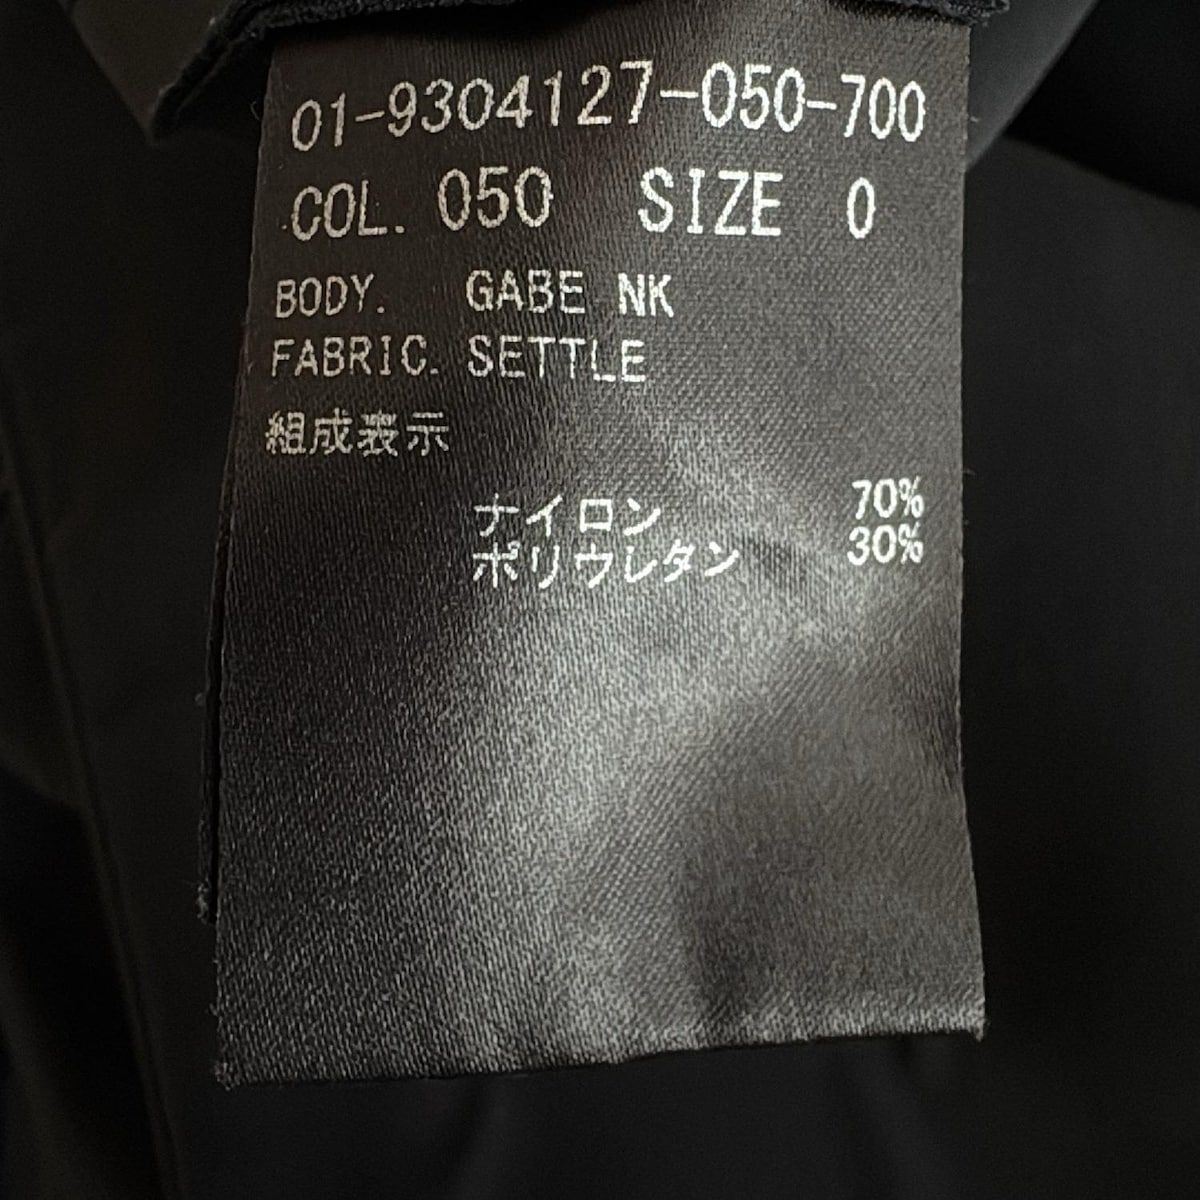 01-9304127-050-700
COL. 050 SIZE 0
BODY. GABE NK
FABRIC. SETTLE
組成表示
ナイロン 70%
ポリウレタン 30%